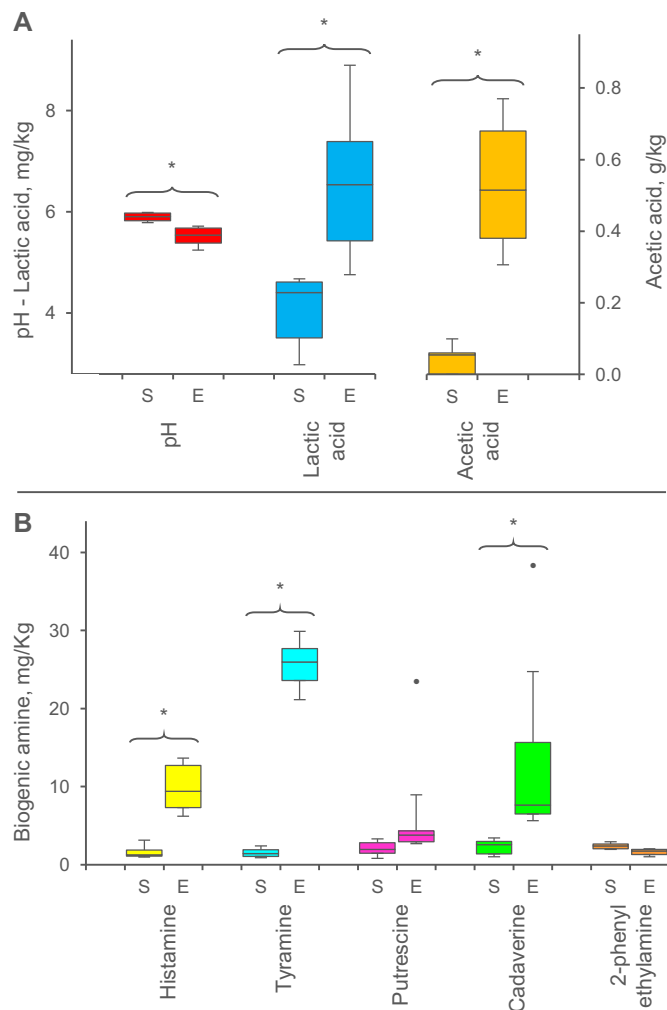 A
*
*
*
pH - Lactic acid, mg/kg
8
6
4
Acetic acid, g/kg
0.8
0.6
0.4
0.2
0.0
S
E
S
E
S
E
pH
Lactic
acid
Acetic
acid
B
*
*
*
Biogenic amine, mg/Kg
40
30
20
10
0
S
E
S
E
S
E
S
E
S
E
Histamine
Tyramine
Putrescine
Cadaverine
2-phenyl
ethylamine